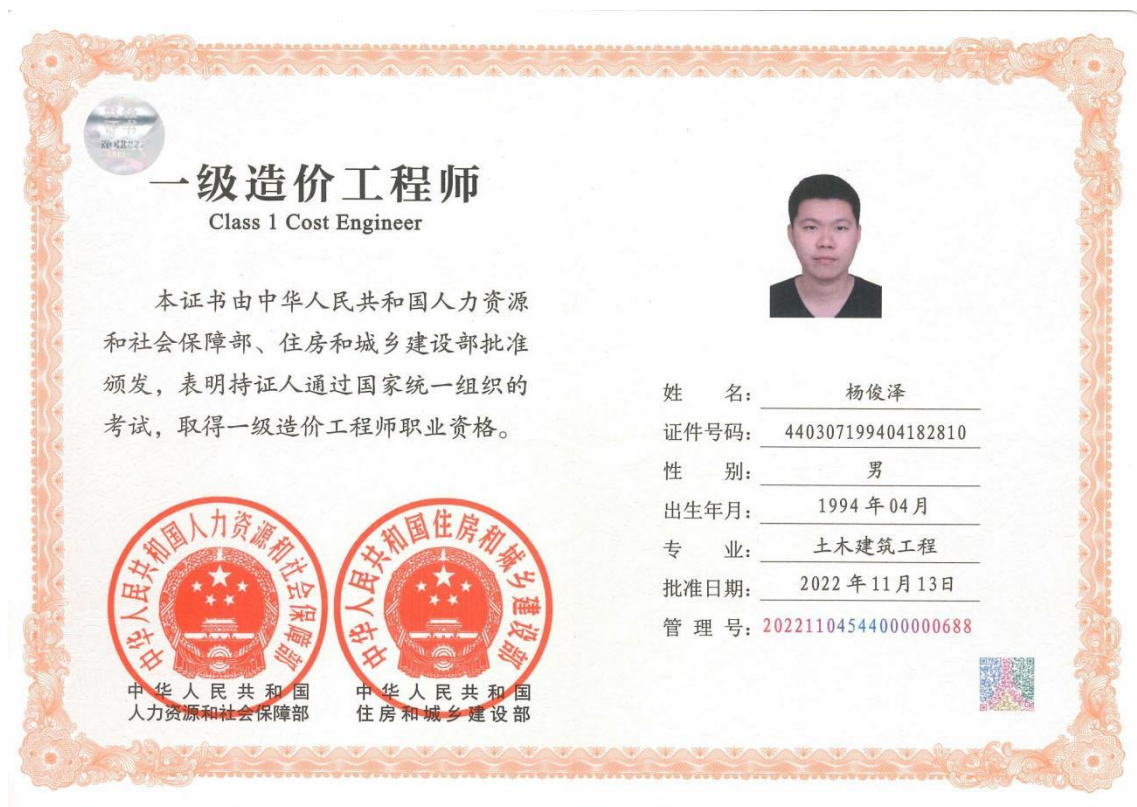 一级造价工程师
Class 1 Cost Engineer
本证书由中华人民共和国人力资源
和社会保障部、住房和城乡建设部批准
颁发，表明持证人通过国家统一组织的
考试，取得一级造价工程师职业资格。
中华人民共和国人力资源和社会保障部
中华人民共和国
人力资源和社会保障部
中华人民共和国住房和城乡建设部
中华人民共和国
住房和城乡建设部
姓 名：杨俊泽
证件号码：440307199404182810
性 别：男
出生年月：1994年04月
专 业：土木建筑工程
批准日期：2022年11月13日
管 理 号：20221104544000000688